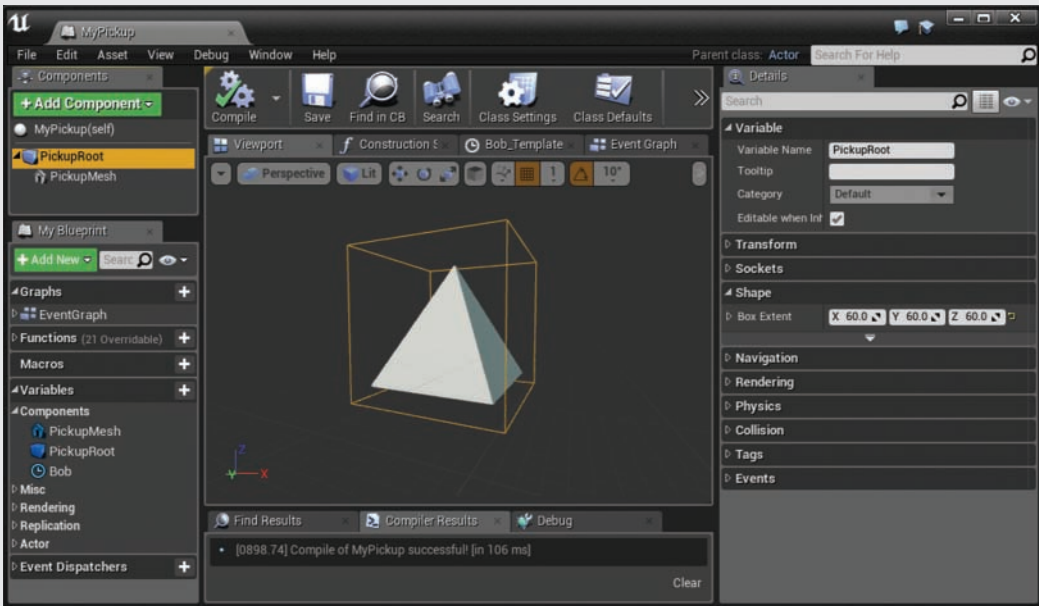 MyPickup
File Edit Asset View Debug Window Help
Parent class: Actor
Search For Help
Components
+Add Component
MyPickup(self)
PickupRoot
PickupMesh
My Blueprint
+Add New
Searc
Graphs
EventGraph
Functions (21 Overridable)
Macros
Variables
Components
PickupMesh
PickupRoot
Bob
Misc
Rendering
Replication
Actor
Event Dispatchers
Compile
Save
Find in CB
Search
Class Settings
Class Defaults
Viewport
Construction S
Bob_Template
Event Graph
Perspective
Lit
1
10°
Z
Y
X
Find Results
Compiler Results
Debug
[0898.74] Compile of MyPickup successful! [in 106 ms]
Clear
Details
Search
Variable
Variable Name PickupRoot
Tooltip
Category Default
Editable when Inh
Transform
Sockets
Shape
Box Extent X 60.0 Y 60.0 Z 60.0
Navigation
Rendering
Physics
Collision
Tags
Events